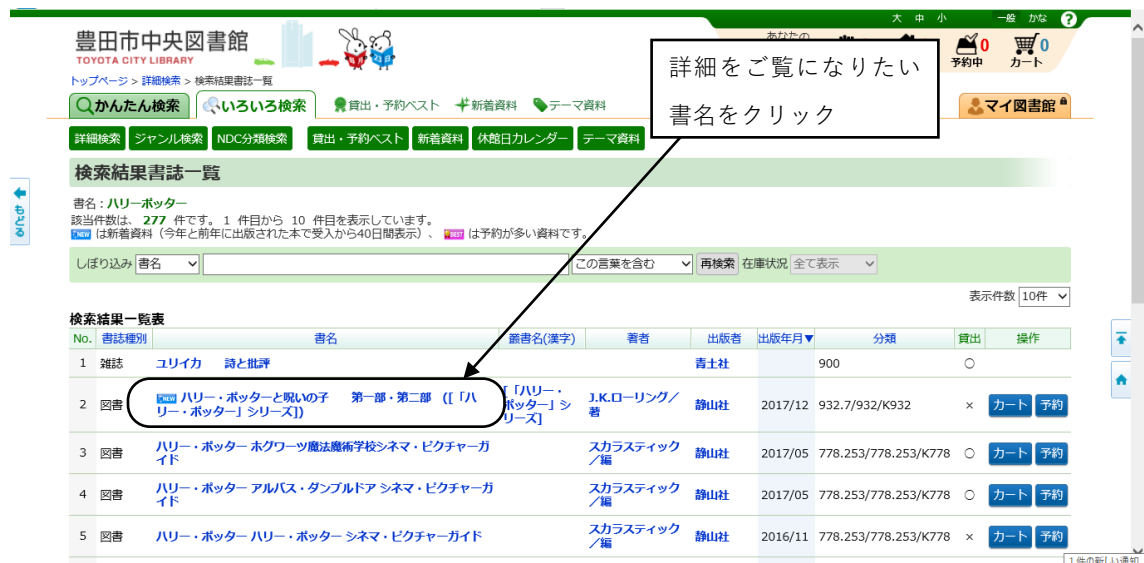 大 中 小 一般 かな ?
豊田市中央図書館
TOYOTA CITY LIBRARY
あなたの
予約中 0
カート 0
詳細をご覧になりたい
書名をクリック
トップページ > 詳細検索 > 検索結果書誌一覧
かんたん検索 いろいろ検索 貸出・予約ベスト 新着資料 テーマ資料 マイ図書館
詳細検索 ジャンル検索 NDC分類検索 貸出・予約ベスト 新着資料 休館日カレンダー テーマ資料
検索結果書誌一覧
もどる
書名：ハリーポッター
該当件数は、 277 件です。 1 件目から 10 件目を表示しています。
NEW は新着資料（今年と前年に出版された本で受入から40日間表示）、 BEST は予約が多い資料です。
しぼり込み 書名 この言葉を含む 再検索 在庫状況 全て表示
表示件数 10件
検索結果一覧表
No. 書誌種別 書名 叢書名(漢字) 著者 出版者 出版年月▼ 分類 貸出 操作
1 雑誌 ユリイカ 詩と批評 青土社 900 ○
2 図書 NEW ハリー・ポッターと呪いの子 第一部・第二部 ([「ハ
リー・ポッター」シリーズ])
[「ハリー・
ポッター」シ
リーズ]
J.K.ローリング／
著
静山社 2017/12 932.7/932/K932 × カート 予約
3 図書 ハリー・ポッター ホグワーツ魔法魔術学校シネマ・ピクチャーガ
イド
スカラスティック
／編
静山社 2017/05 778.253/778.253/K778 ○ カート 予約
4 図書 ハリー・ポッター アルバス・ダンブルドア シネマ・ピクチャーガ
イド
スカラスティック
／編
静山社 2017/05 778.253/778.253/K778 ○ カート 予約
5 図書 ハリー・ポッター ハリー・ポッター シネマ・ピクチャーガイド
スカラスティック
／編
静山社 2016/11 778.253/778.253/K778 × カート 予約
1 件の新しい通知